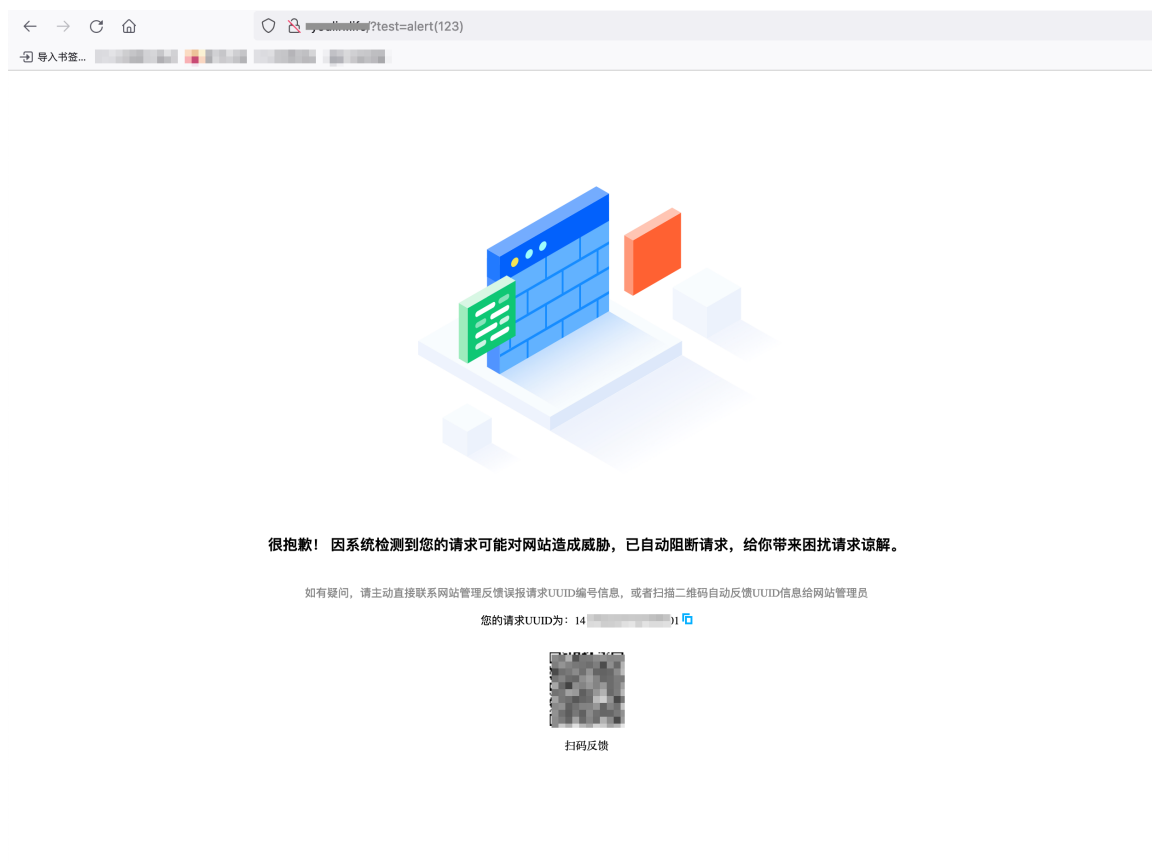 /?test=alert(123)
导入书签...
很抱歉！ 因系统检测到您的请求可能对网站造成威胁，已自动阻断请求，给你带来困扰请求谅解。
如有疑问，请主动直接联系网站管理反馈误报请求UUID编号信息，或者扫描二维码自动反馈UUID信息给网站管理员
您的请求UUID为：14
扫码反馈